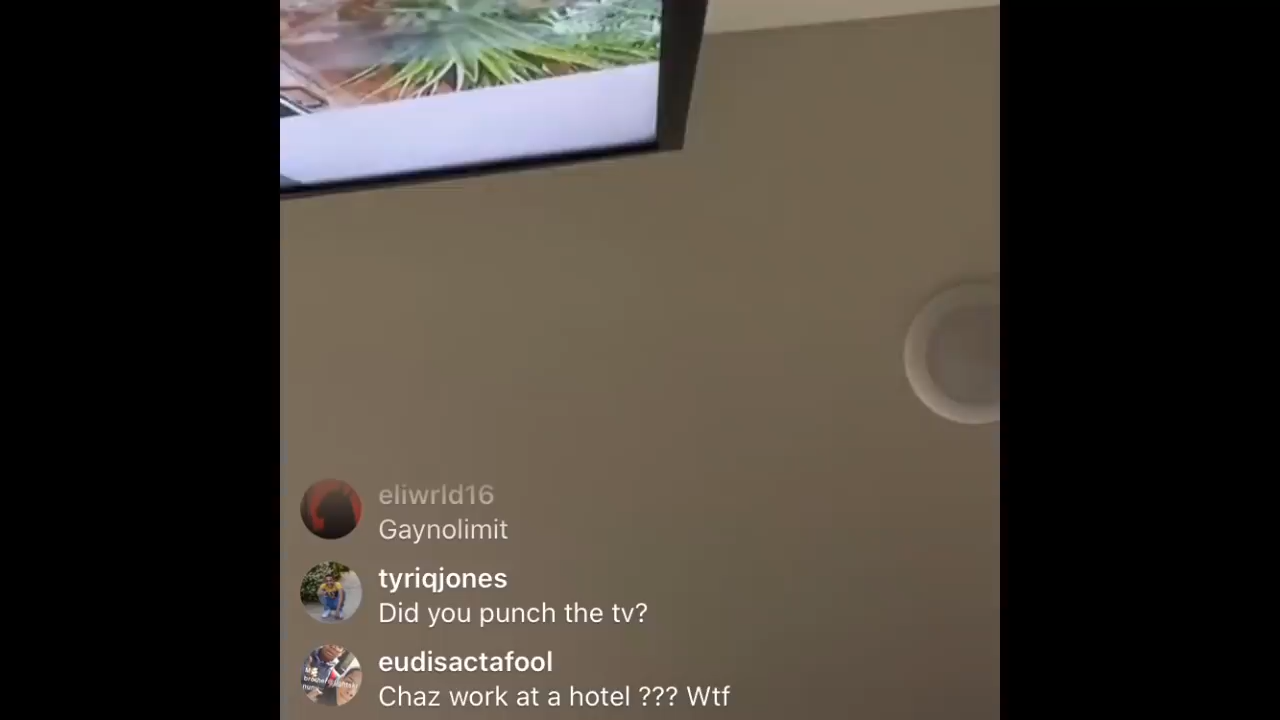 eliwrld16
Gaynolimit
tyriqjones
Did you punch the tv?
eudisactafool
Chaz work at a hotel ??? Wtf